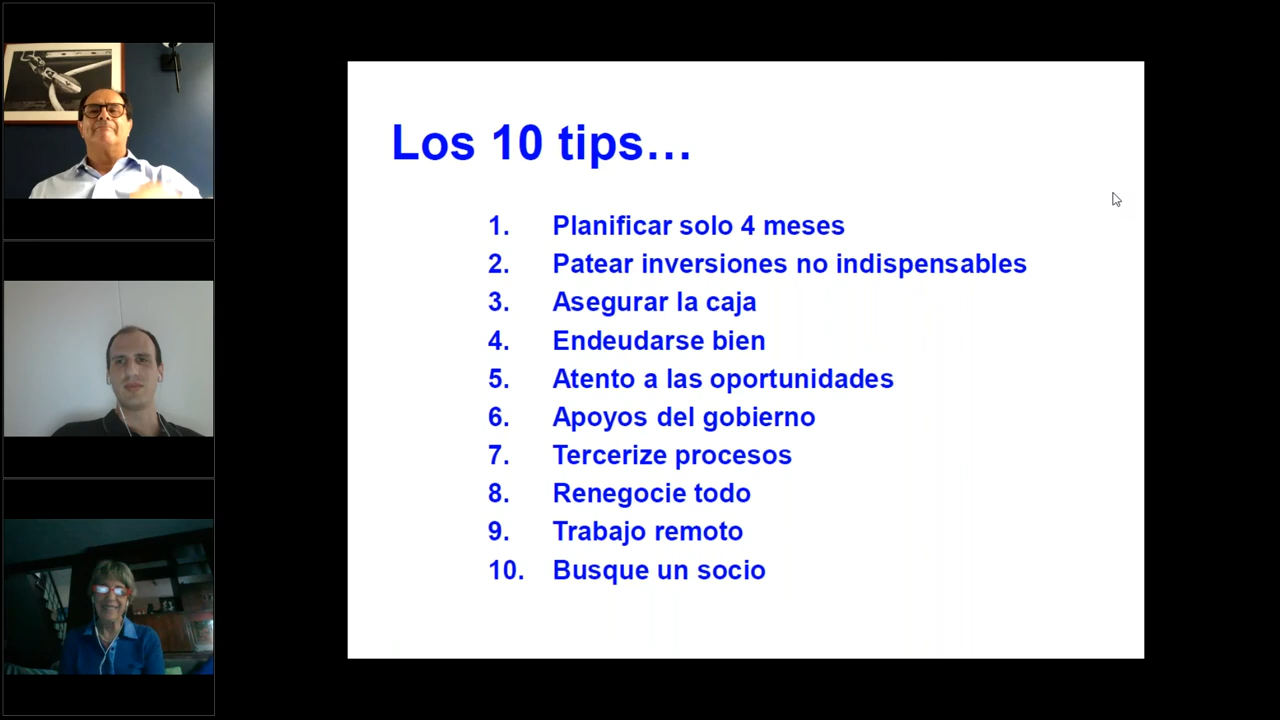 Los 10 tips…
1. Planificar solo 4 meses
2. Patear inversiones no indispensables
3. Asegurar la caja
4. Endeudarse bien
5. Atento a las oportunidades
6. Apoyos del gobierno
7. Tercerize procesos
8. Renegocie todo
9. Trabajo remoto
10. Busque un socio